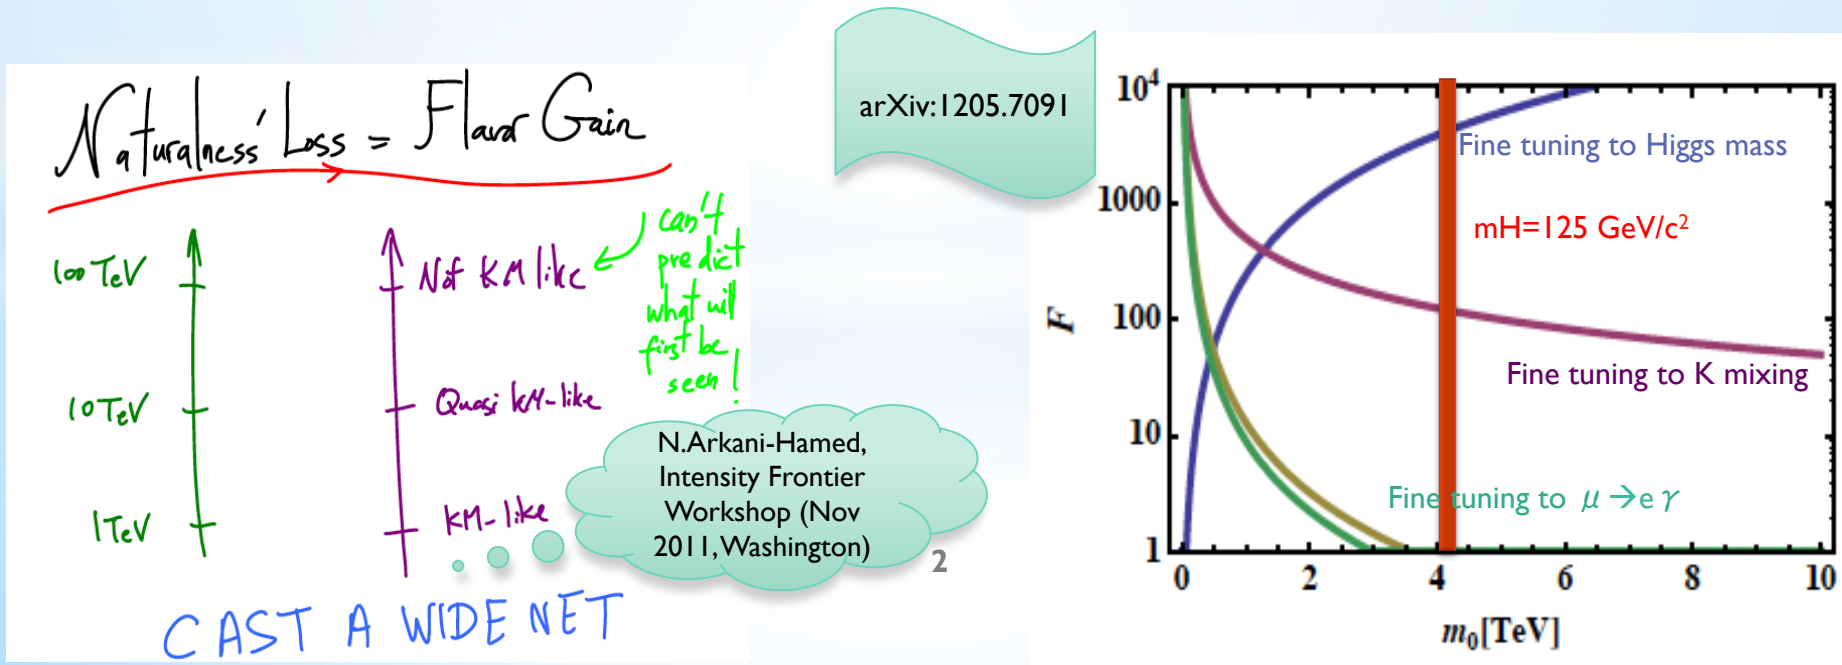 Naturalness' Loss = Flavor Gain
100 TeV
10 TeV
1 TeV
Not KM like
Quasi KM-like
KM-like
can't
predict
what will
first be
seen!
CAST A WIDE NET
N.Arkani-Hamed,
Intensity Frontier
Workshop (Nov
2011,Washington)
2
arXiv:1205.7091
10⁴
1000
100
10
1
F
0 2 4 6 8 10
m₀[TeV]
Fine tuning to Higgs mass
mH=125 GeV/c²
Fine tuning to K mixing
Fine tuning to μ→e γ